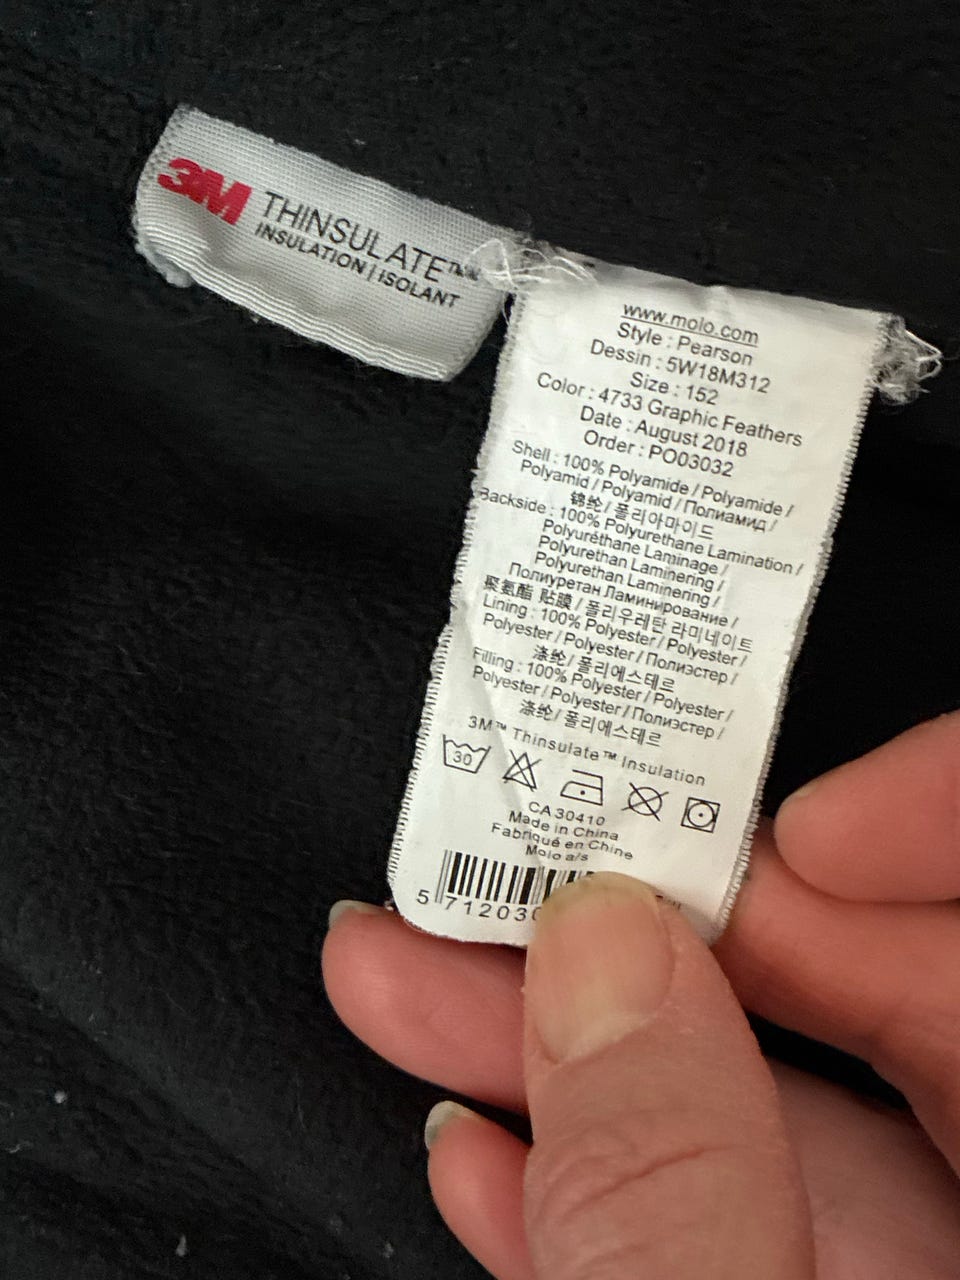 3M THINSULATE™
INSULATION | ISOLANT
www.molo.com
Style : Pearson
Dessin : 5W18M312
Size : 152
Color : 4733 Graphic Feathers
Date : August 2018
Order : PO03032
Shell : 100% Polyamide / Polyamide /
Polyamid / Polyamid / Полиамид /
锦纶 / 폴리아마이드
Backside : 100% Polyurethane Lamination /
Polyuréthane Laminage /
Polyurethan Laminering /
Polyurethan Laminering /
Полиуретан Ламинирование /
聚氨酯 贴膜 / 폴리우레탄 라미네이트
Lining : 100% Polyester / Polyester /
Polyester / Polyester / Полиэстер /
涤纶 / 폴리에스테르
Filling : 100% Polyester / Polyester /
Polyester / Polyester / Полиэстер /
涤纶 / 폴리에스테르
3M™ Thinsulate™ Insulation
30
CA 30410
Made in China
Fabriqué en Chine
Molo a/s
5 712030